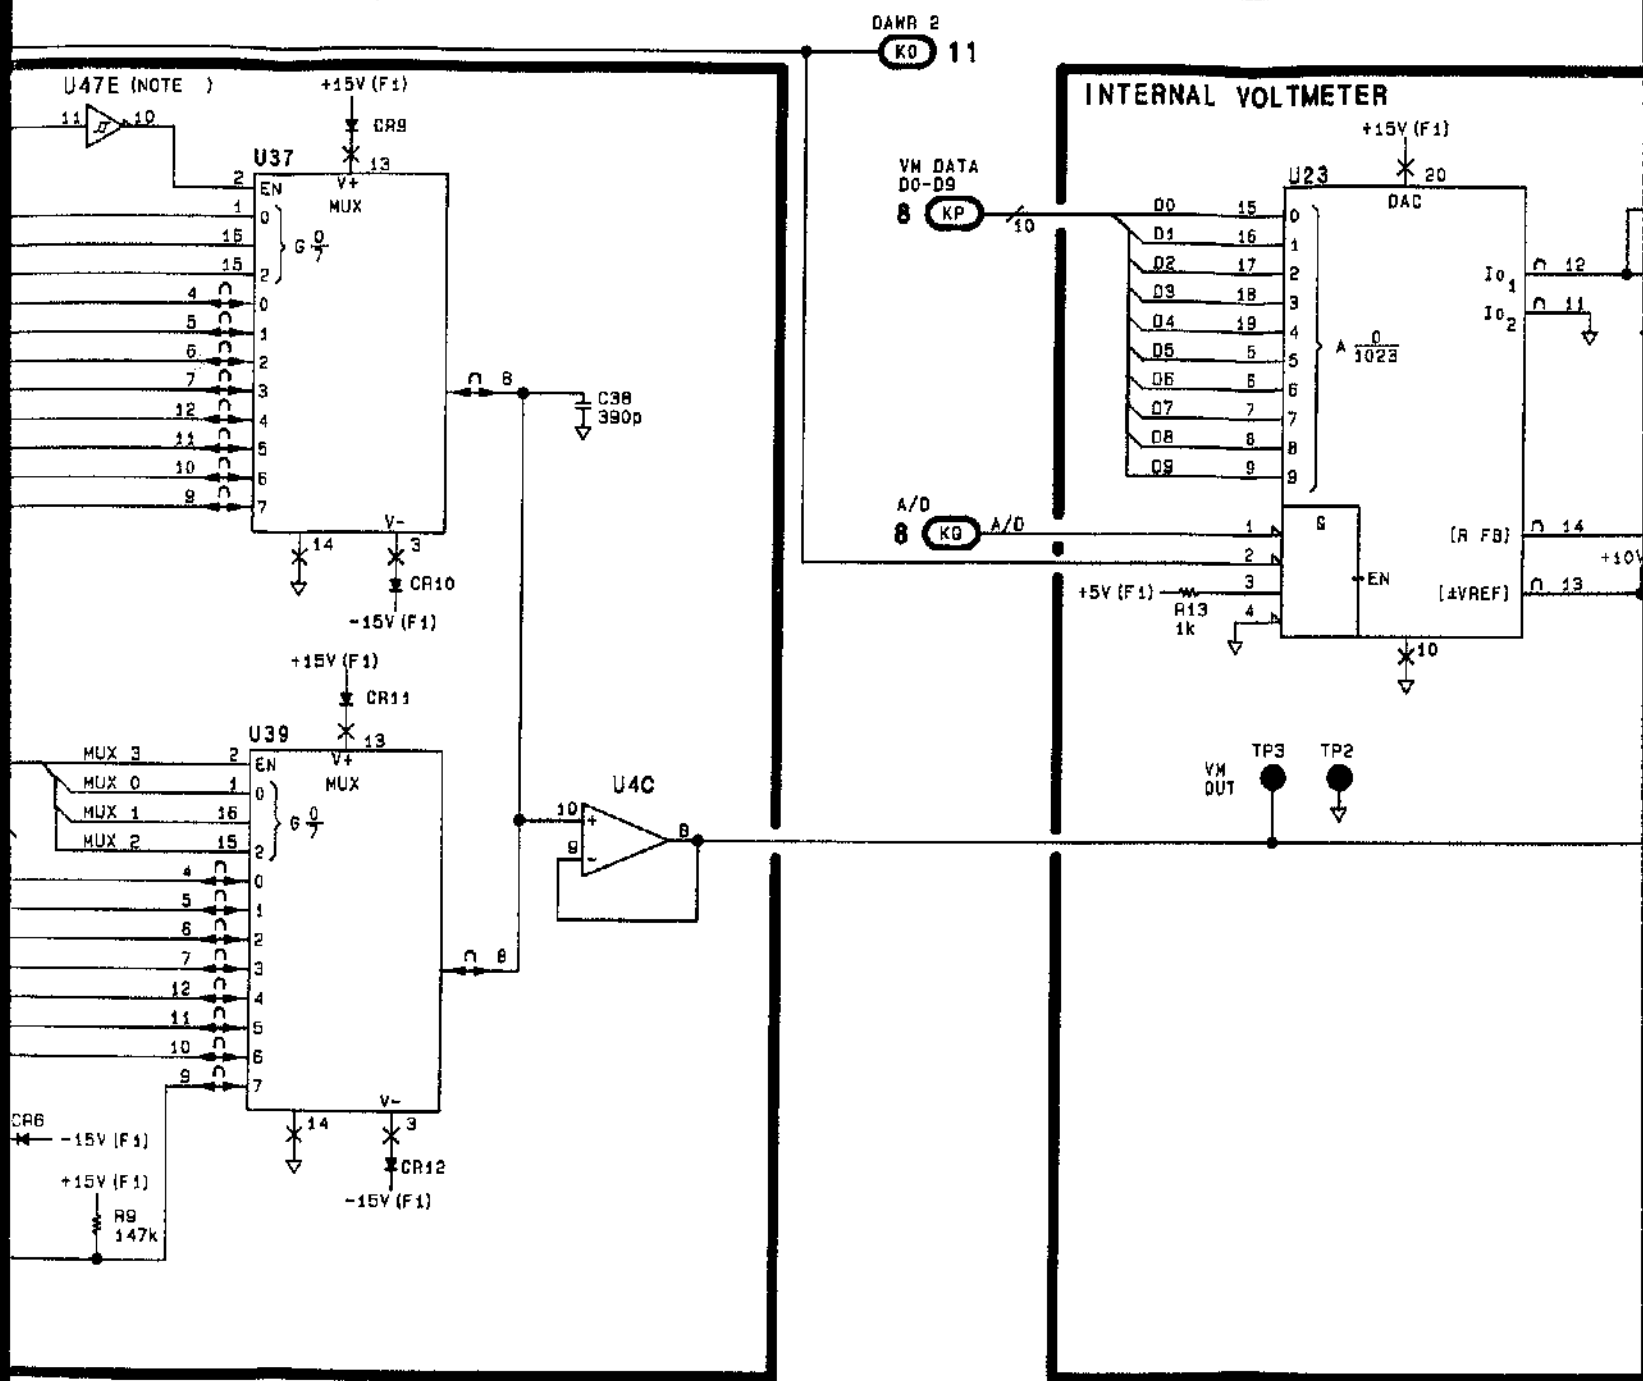 DAWR 2
KO 11
U47E (NOTE )
11 10
+15V (F1)
CR9
13
U37
V+
MUX
2 EN
1 0
16
15 2
G 0/7
4 0
5 1
6 2
7 3
12 4
11 5
10 6
9 7
8
C38
390p
V-
14
3
CR10
-15V (F1)
+15V (F1)
CR11
13
U39
V+
MUX
MUX 3 2 EN
MUX 0 1 0
MUX 1 16
MUX 2 15 2
G 0/7
4 0
5 1
6 2
7 3
12 4
11 5
10 6
9 7
8
V-
14
3
CR12
-15V (F1)
CR6
-15V (F1)
+15V (F1)
R9
147k
U4C
10 +
9 -
8
INTERNAL VOLTMETER
+15V (F1)
20
U23
DAC
VM DATA
D0-D9
8 KP
10
D0 15 0
D1 16 1
D2 17 2
D3 18 3
D4 19 4
D5 5 5
D6 6 6
D7 7 7
D8 8 8
D9 9 9
A 0/1023
Io1 12
Io2 11
A/D
8 KQ A/D
1
2
3
4
&
EN
+5V (F1)
R13
1k
[R FB] 14
+10V
[±VREF] 13
10
TP3 TP2
VM
OUT